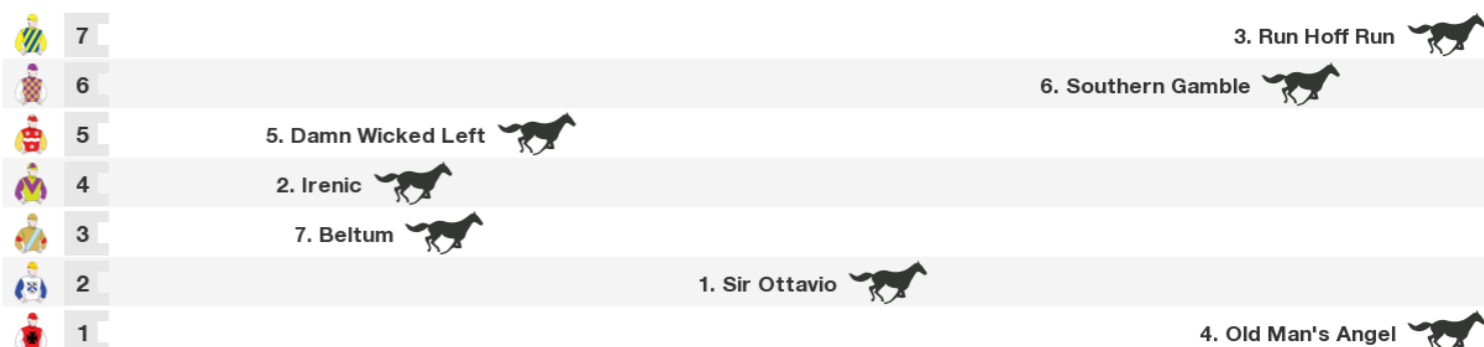 7 3. Run Hoff Run
6 6. Southern Gamble
5 5. Damn Wicked Left
4 2. Irenic
3 7. Beltum
2 1. Sir Ottavio
1 4. Old Man's Angel